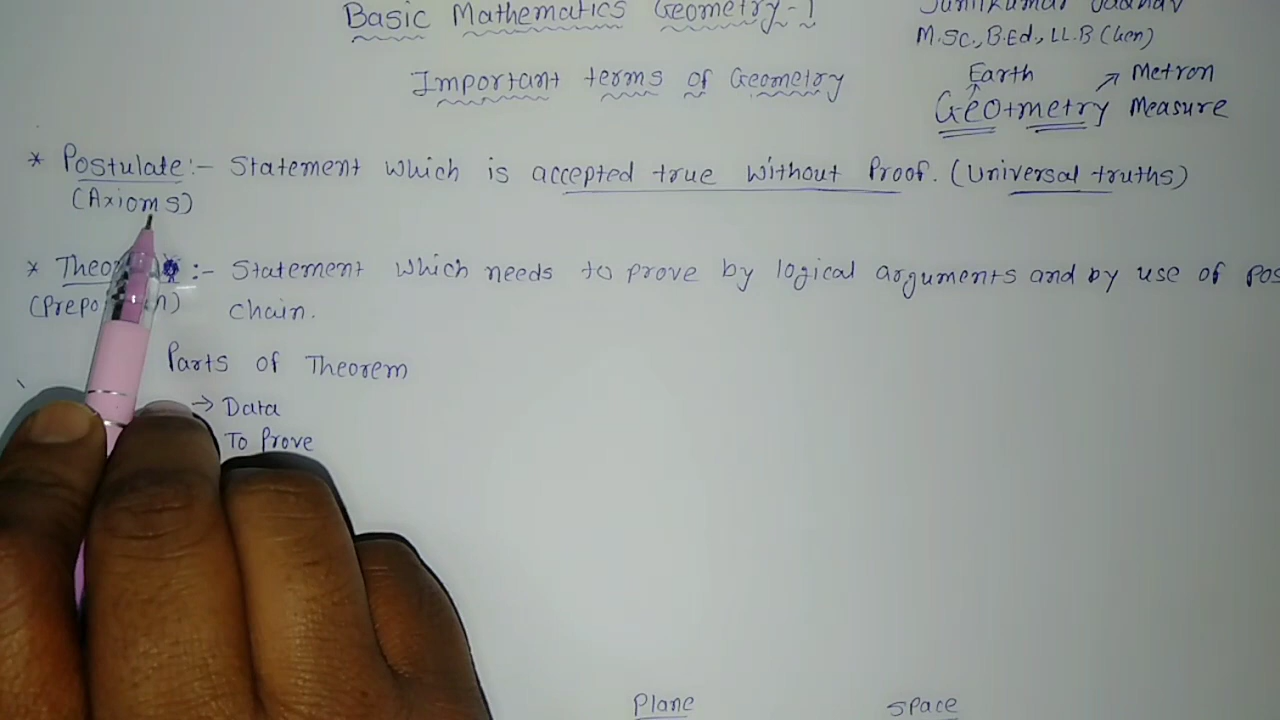 Basic Mathematics Geometry-1
M.Sc., B.Ed., LL.B (Gen)
Important terms of Geometry
Earth Metron
Geo+metry Measure
* Postulate:- Statement which is accepted true without Proof. (Universal truths)
(Axioms)
* :- Statement which needs to prove by logical arguments and by use of
chain.
Parts of Theorem
→ Data
To Prove
Plane Space